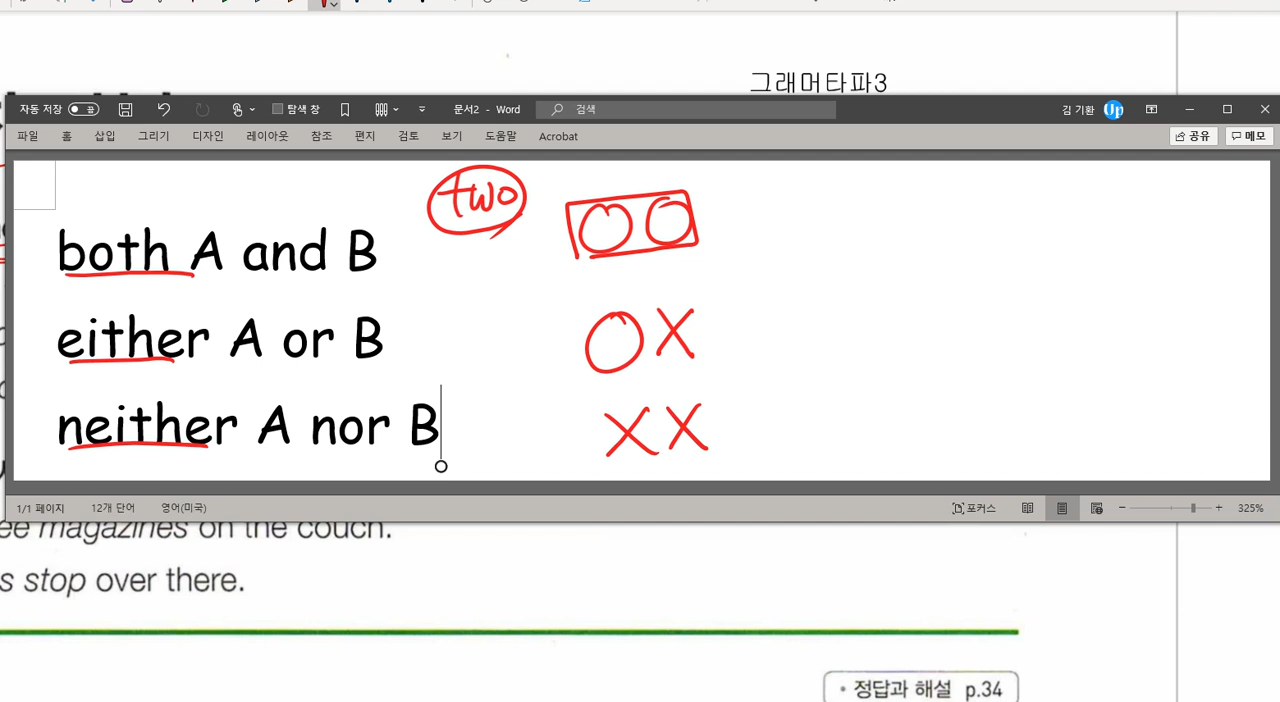 그래머타파3
자동 저장 끔 탐색 창 문서2 - Word 검색 김 기환 Up
파일 홈 삽입 그리기 디자인 레이아웃 참조 편지 검토 보기 도움말 Acrobat 공유 메모
two
both A and B
either A or B
neither A nor B
1/1 페이지 12개 단어 영어(미국) 포커스 325%
magazines on the couch.
s stop over there.
• 정답과 해설 p.34